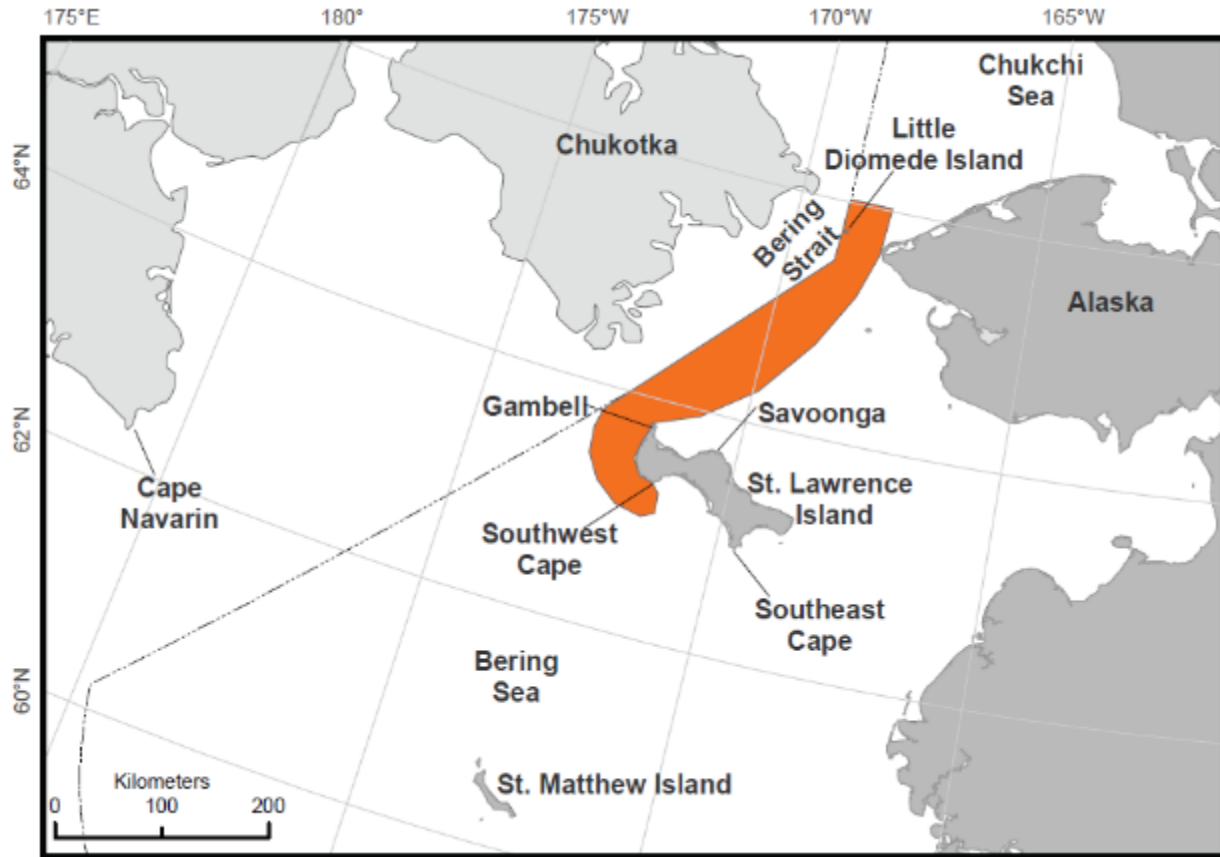 175°E
180°
175°W
170°W
165°W
64°N
62°N
60°N
Chukchi
Sea
Little
Diomede Island
Chukotka
Bering
Strait
Alaska
Gambell
Savoonga
St. Lawrence
Island
Cape
Navarin
Southwest
Cape
Southeast
Cape
Bering
Sea
St. Matthew Island
Kilometers
0 100 200